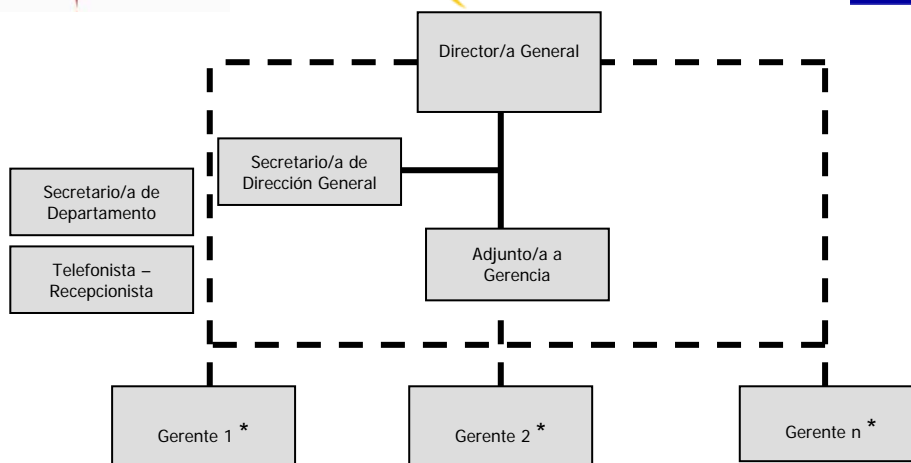 Director/a General
Secretario/a de
Dirección General
Secretario/a de
Departamento
Telefonista –
Recepcionista
Adjunto/a a
Gerencia
Gerente 1 *
Gerente 2 *
Gerente n *